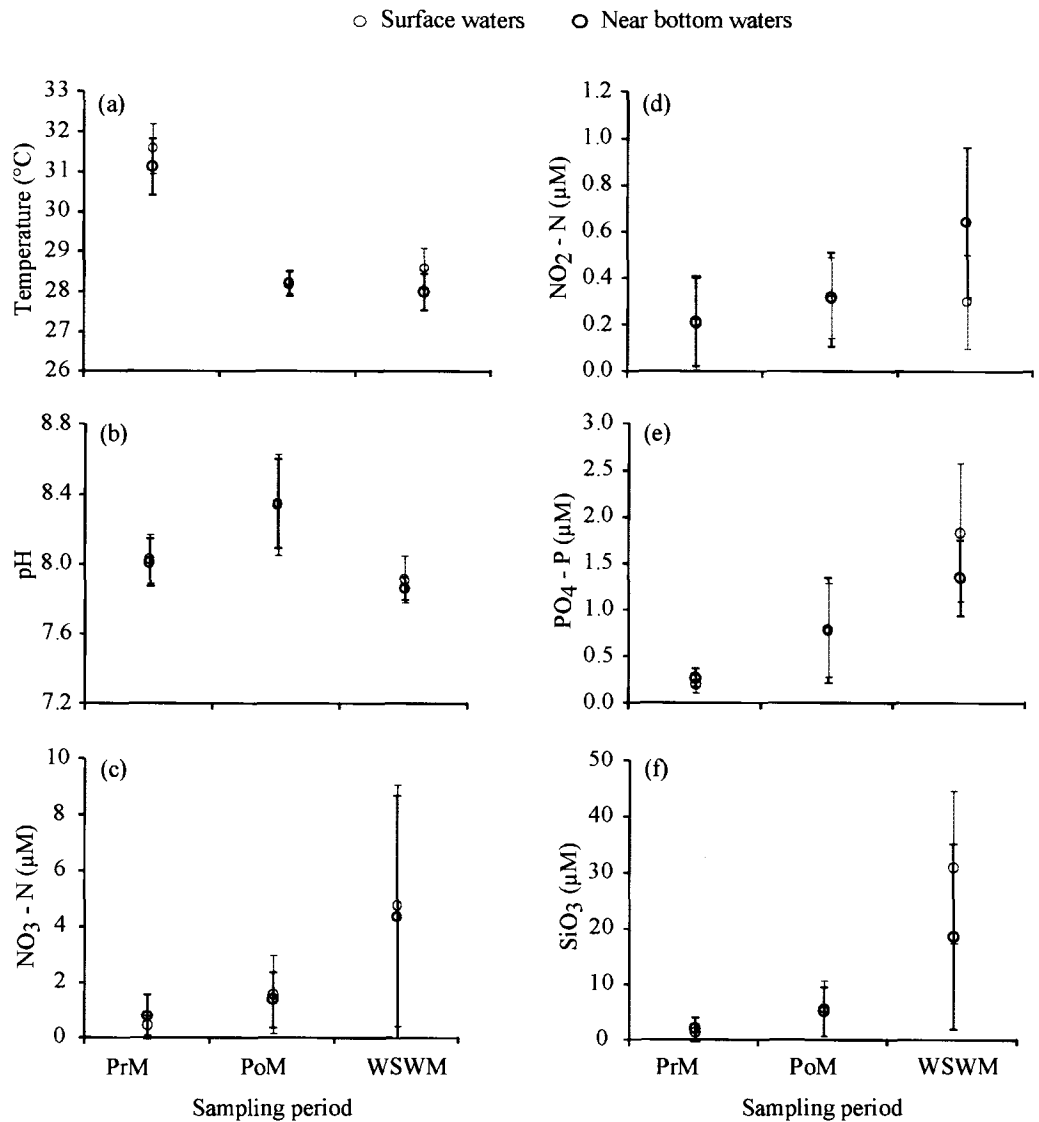 Surface waters Near bottom waters
(a)
Temperature (°C)
33
32
31
30
29
28
27
26
(b)
pH
8.8
8.4
8.0
7.6
7.2
(c)
NO3 - N (µM)
10
8
6
4
2
0
PrM PoM WSWM
Sampling period
(d)
NO2 - N (µM)
1.2
1.0
0.8
0.6
0.4
0.2
0.0
(e)
PO4 - P (µM)
3.0
2.5
2.0
1.5
1.0
0.5
0.0
(f)
SiO3 (µM)
50
40
30
20
10
0
PrM PoM WSWM
Sampling period